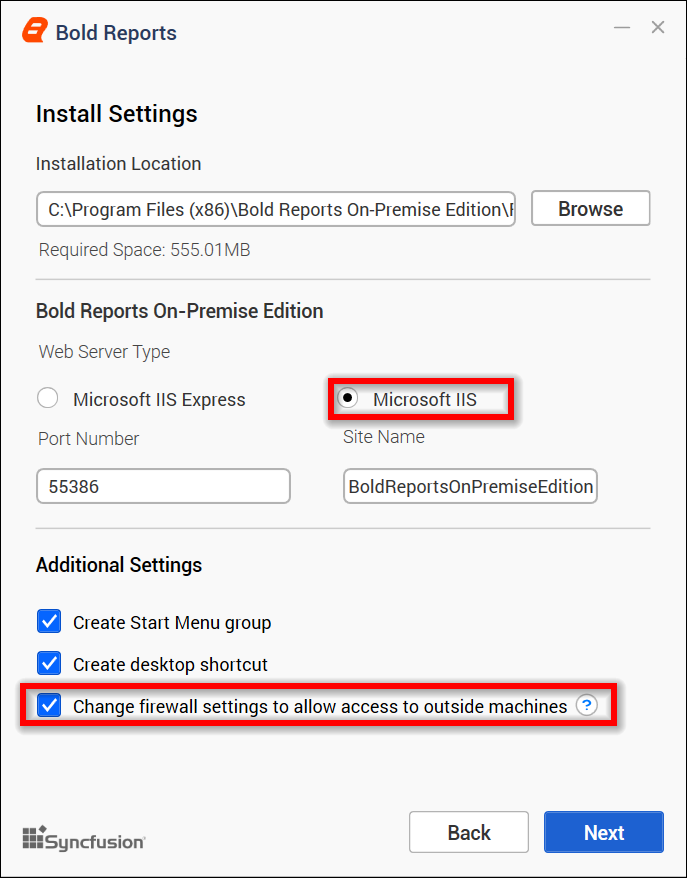 Bold Reports
Install Settings
Installation Location
C:\Program Files (x86)\Bold Reports On-Premise Edition\
Browse
Required Space: 555.01MB
Bold Reports On-Premise Edition
Web Server Type
Microsoft IIS Express
Microsoft IIS
Port Number
Site Name
55386
BoldReportsOnPremiseEdition
Additional Settings
Create Start Menu group
Create desktop shortcut
Change firewall settings to allow access to outside machines ?
Syncfusion
Back
Next